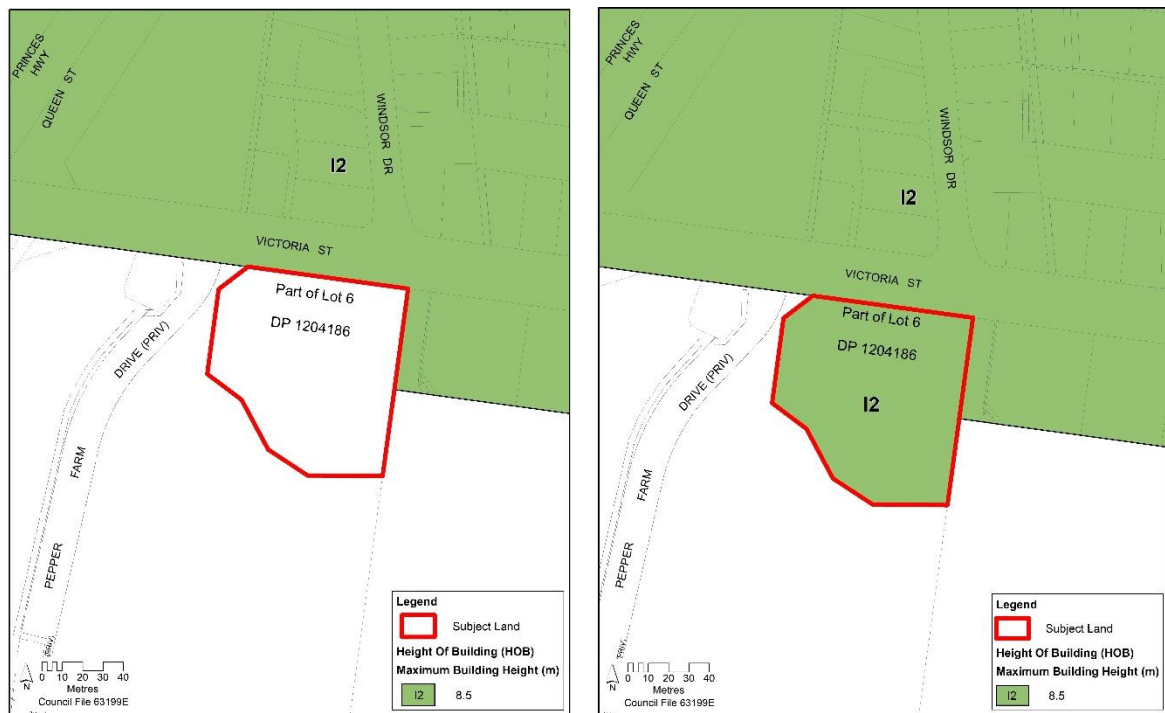 PRINCES
HWY
QUEEN ST
WINDSOR DR
I2
VICTORIA ST
Part of Lot 6
DP 1204186
DRIVE (PRIV)
FARM
PEPPER
Legend
Subject Land
Height Of Building (HOB)
Maximum Building Height (m)
I2 8.5
N
0 10 20 30 40
Metres
Council File 63199E
PRINCES
HWY
QUEEN ST
WINDSOR DR
I2
VICTORIA ST
Part of Lot 6
DP 1204186
I2
DRIVE (PRIV)
FARM
PEPPER
Legend
Subject Land
Height Of Building (HOB)
Maximum Building Height (m)
I2 8.5
N
0 10 20 30 40
Metres
Council File 63199E